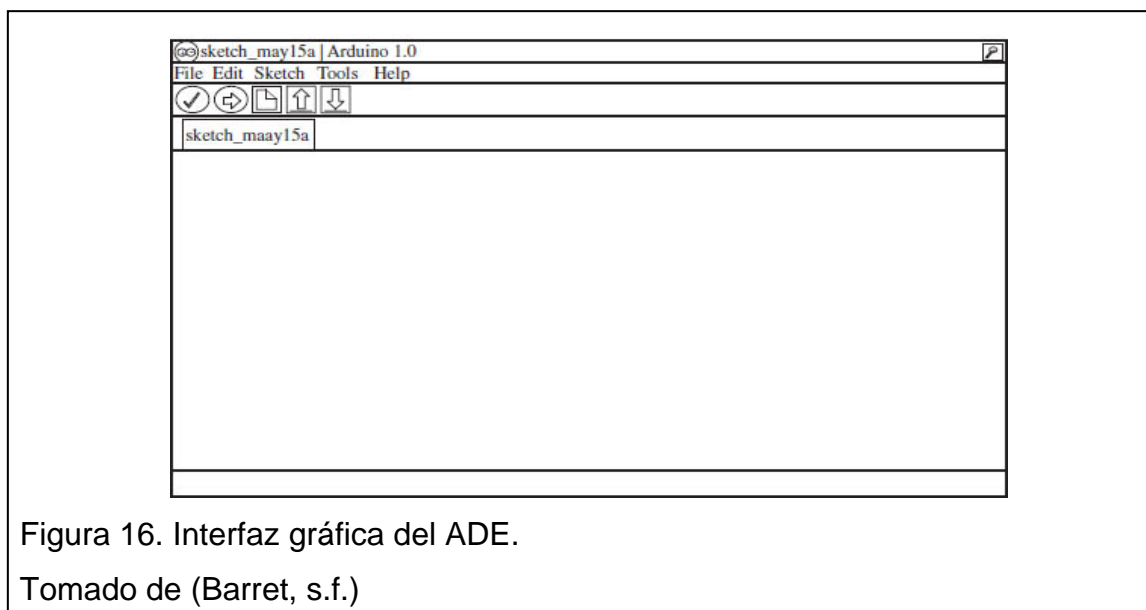 sketch_may15a | Arduino 1.0
File Edit Sketch Tools Help
sketch_maay15a
Figura 16. Interfaz gráfica del ADE.
Tomado de (Barret, s.f.)